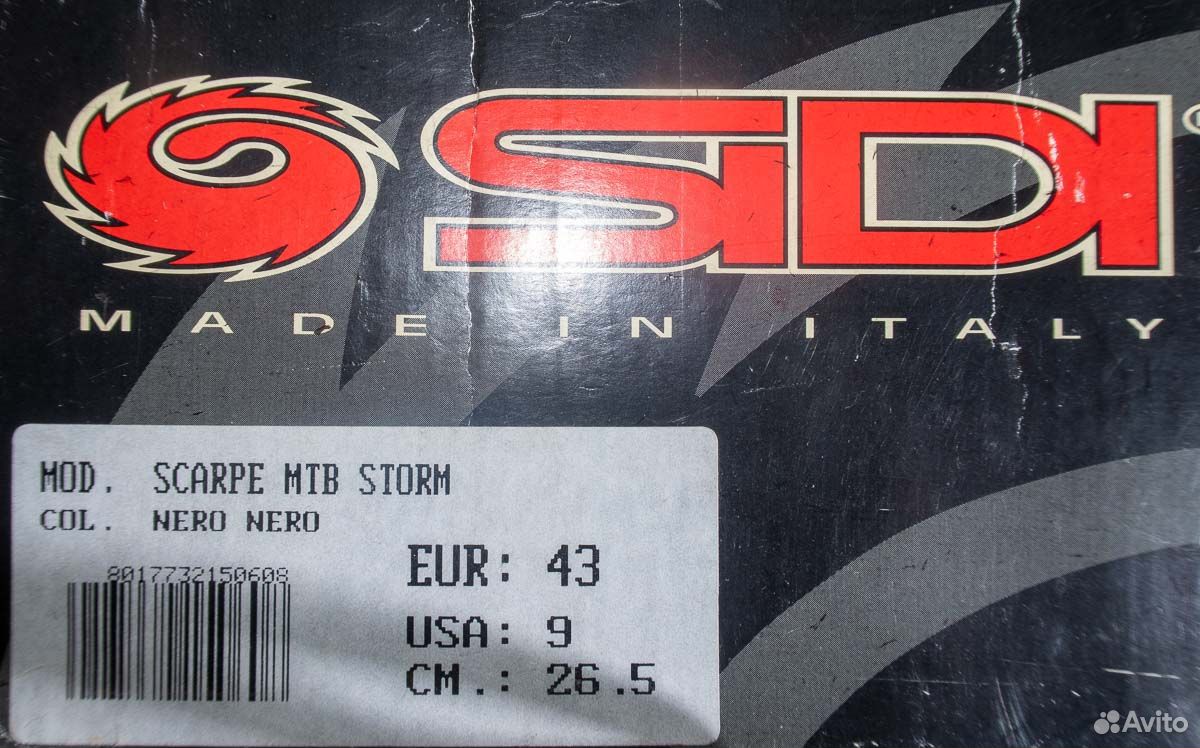 SIDI®
MADE IN ITALY
MOD. SCARPE MTB STORM
COL. NERO NERO
8017732150608
EUR: 43
USA: 9
CM.: 26.5
Avito